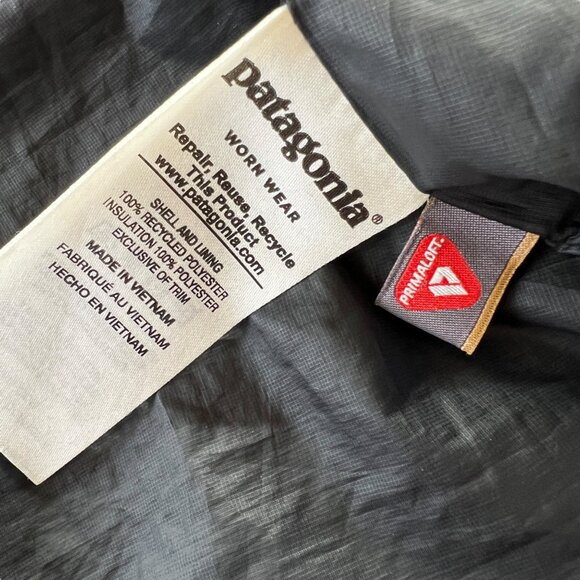 patagonia®
WORN WEAR
Repair, Reuse, Recycle
This Product
www.patagonia.com
SHELL AND LINING
100% RECYCLED POLYESTER
INSULATION 100% POLYESTER
EXCLUSIVE OF TRIM
MADE IN VIETNAM
FABRIQUÉ AU VIETNAM
HECHO EN VIETNAM
PRIMALOFT®